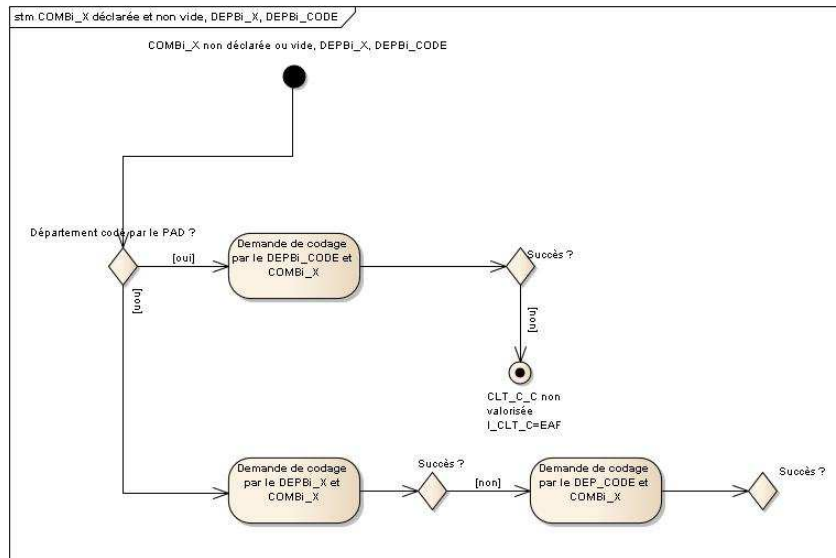 stm COMBi_X déclarée et non vide, DEPBi_X, DEPBi_CODE
COMBi_X non déclarée ou vide, DEPBi_X, DEPBi_CODE
Département codé par le PAD ?
[oui]
[non]
Demande de codage
par le DEPBi_CODE et
COMBi_X
Succès ?
[non]
CLT_C_C non
valorisée
I_CLT_C=EAF
Demande de codage
par le DEPBi_X et
COMBi_X
Succès ?
[non]
Demande de codage
par le DEP_CODE et
COMBi_X
Succès ?